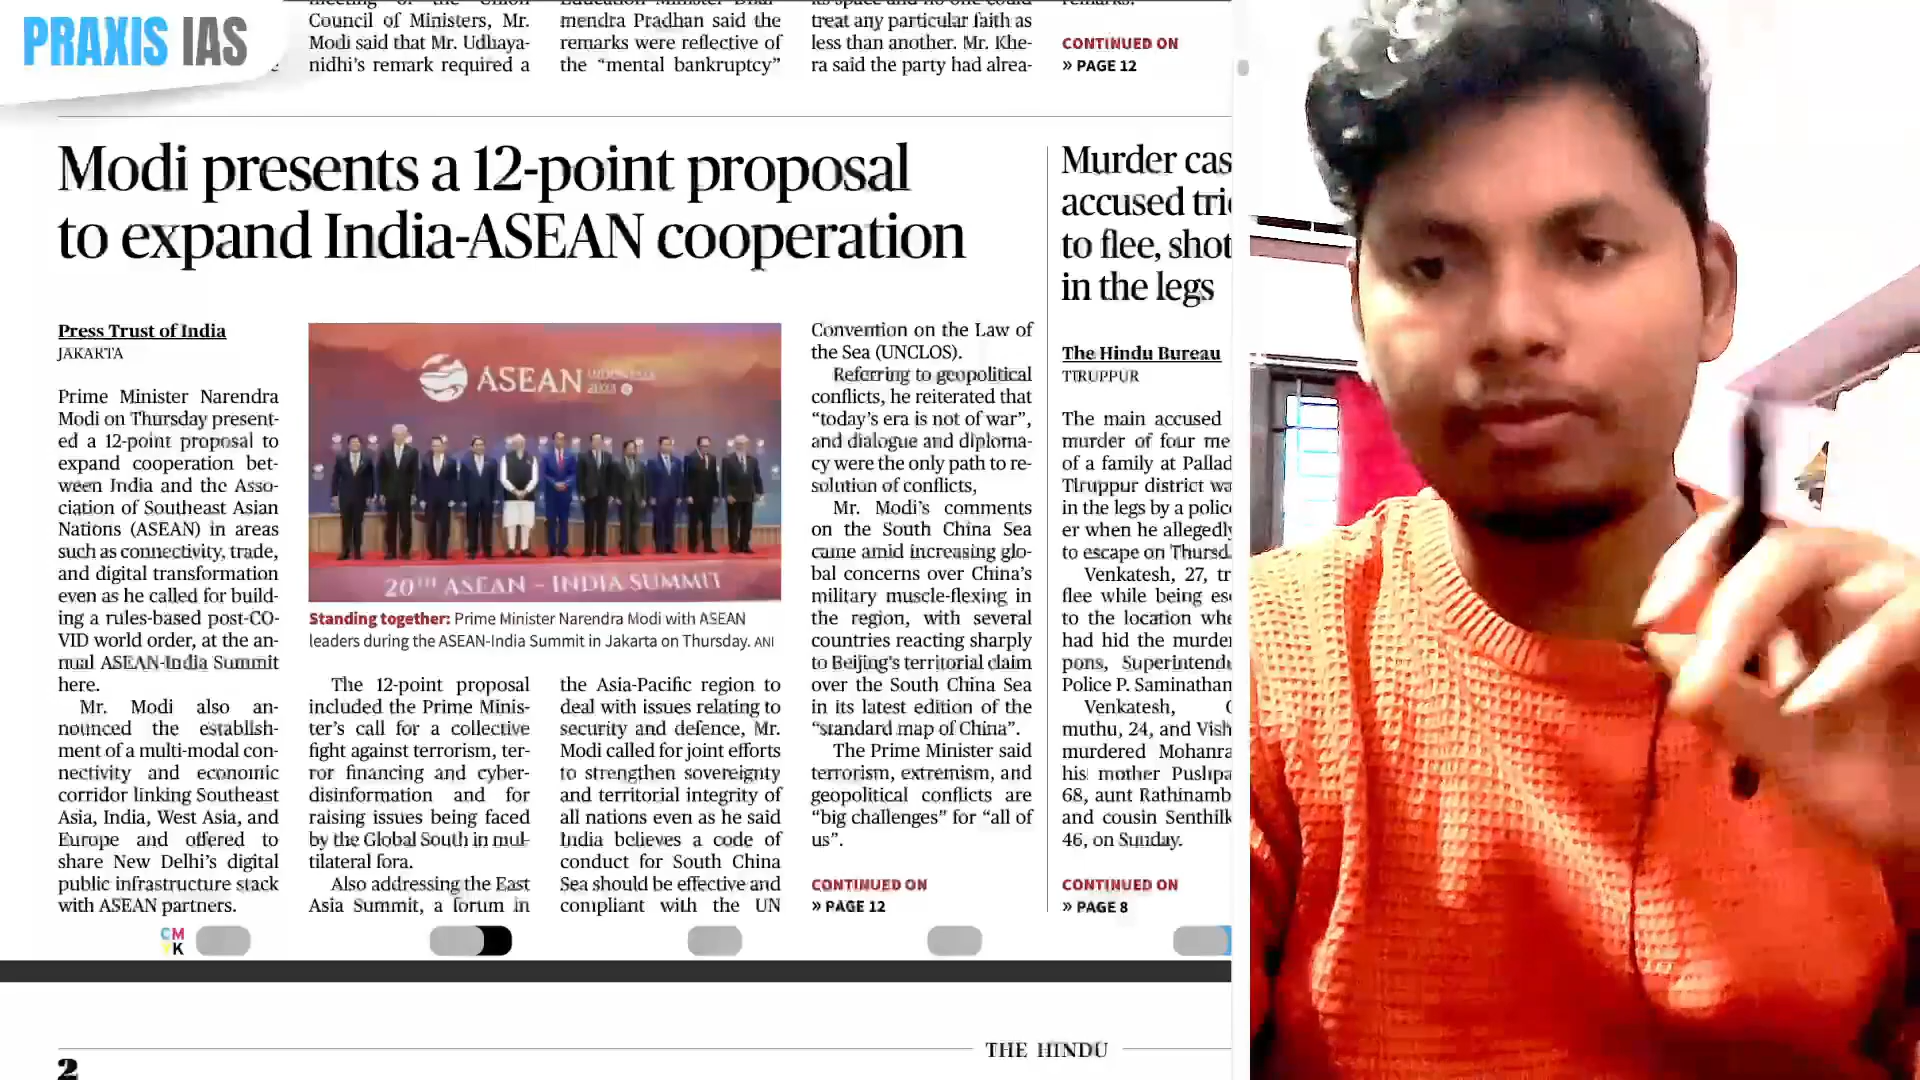 PRAXIS IAS
Council of Ministers, Mr.
Modi said that Mr. Udhaya-
nidhi's remark required a
mendra Pradhan said the
remarks were reflective of
the “mental bankruptcy”
treat any particular faith as
less than another. Mr. Khe-
ra said the party had alrea-
CONTINUED ON
» PAGE 12
Modi presents a 12-point proposal
to expand India-ASEAN cooperation
Press Trust of India
JAKARTA
Prime Minister Narendra
Modi on Thursday present-
ed a 12-point proposal to
expand cooperation bet-
ween India and the Asso-
ciation of Southeast Asian
Nations (ASEAN) in areas
such as connectivity, trade,
and digital transformation
even as he called for build-
ing a rules-based post-CO-
VID world order, at the an-
nual ASEAN-India Summit
here.
Mr. Modi also an-
nounced the establish-
ment of a multi-modal con-
nectivity and economic
corridor linking Southeast
Asia, India, West Asia, and
Europe and offered to
share New Delhi's digital
public infrastructure stack
with ASEAN partners.
ASEAN
INDONESIA
2023
20TH ASEAN - INDIA SUMMIT
Standing together: Prime Minister Narendra Modi with ASEAN
leaders during the ASEAN-India Summit in Jakarta on Thursday. ANI
The 12-point proposal
included the Prime Minis-
ter's call for a collective
fight against terrorism, ter-
ror financing and cyber-
disinformation and for
raising issues being faced
by the Global South in mul-
tilateral fora.
Also addressing the East
Asia Summit, a forum in
the Asia-Pacific region to
deal with issues relating to
security and defence, Mr.
Modi called for joint efforts
to strengthen sovereignty
and territorial integrity of
all nations even as he said
India believes a code of
conduct for South China
Sea should be effective and
compliant with the UN
Convention on the Law of
the Sea (UNCLOS).
Referring to geopolitical
conflicts, he reiterated that
“today's era is not of war”,
and dialogue and diploma-
cy were the only path to re-
solution of conflicts,
Mr. Modi's comments
on the South China Sea
came amid increasing glo-
bal concerns over China's
military muscle-flexing in
the region, with several
countries reacting sharply
to Beijing's territorial claim
over the South China Sea
in its latest edition of the
“standard map of China”.
The Prime Minister said
terrorism, extremism, and
geopolitical conflicts are
“big challenges” for “all of
us”.
CONTINUED ON
» PAGE 12
Murder cas
accused trie
to flee, shot
in the legs
The Hindu Bureau
TIRUPPUR
The main accused
murder of four me
of a family at Pallad
Tiruppur district wa
in the legs by a polic
er when he allegedly
to escape on Thursd
Venkatesh, 27, tr
flee while being es
to the location whe
had hid the murder
pons, Superintend
Police P. Saminathan
Venkatesh,
muthu, 24, and Vish
murdered Mohanra
his mother Pushpa
68, aunt Rathinamb
and cousin Senthilk
46, on Sunday.
CONTINUED ON
» PAGE 8
CM
YK
THE HINDU
2